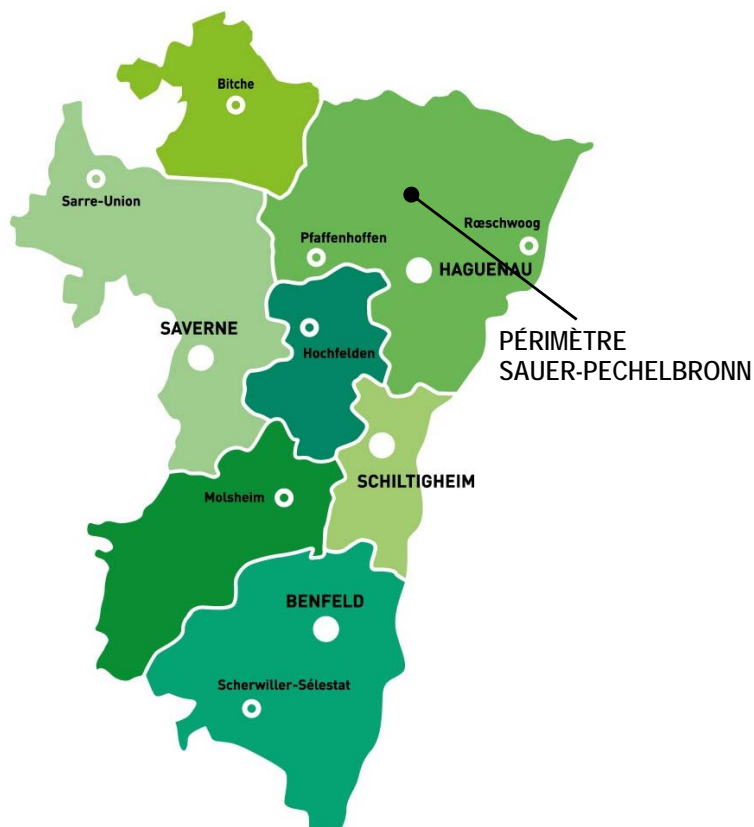 Bitche
Sarre-Union
Rœschwoog
Pfaffenhoffen
HAGUENAU
SAVERNE
Hochfelden
PÉRIMÈTRE
SAUER-PECHELBRONN
SCHILTIGHEIM
Molsheim
BENFELD
Scherwiller-Sélestat